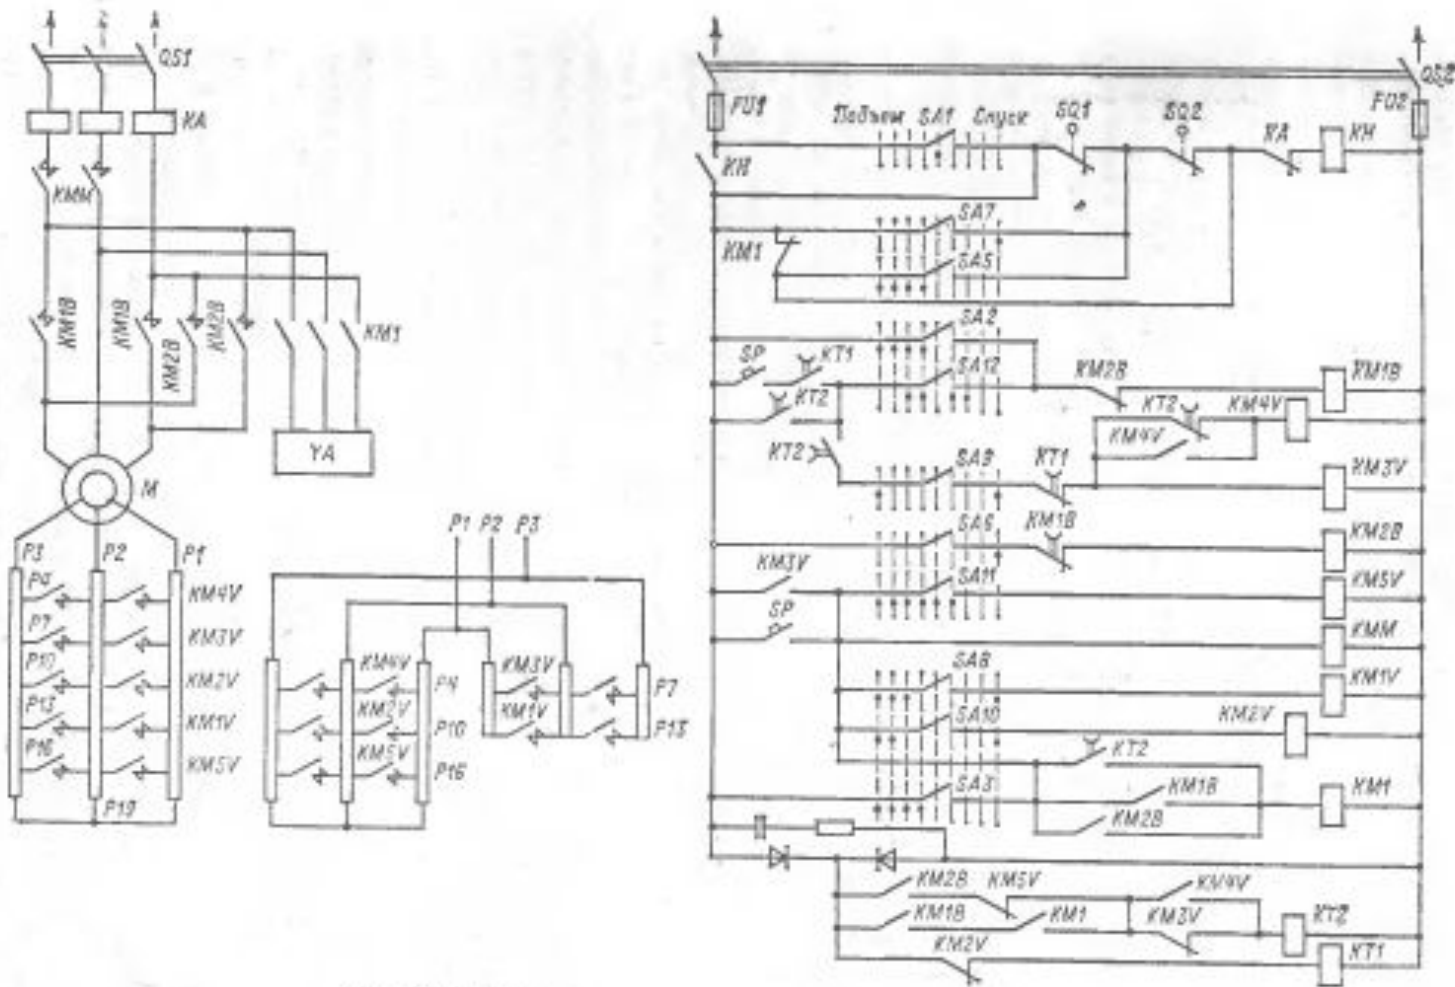 QS1
KA
KMM
KM1B
KM1B
KM2B
KM2B
KM1
YA
M
P3
P2
P1
P4
KM4V
P7
KM3V
P10
KM2V
P13
KM1V
P16
KM5V
P19
P1 P2 P3
KM4V
P4
KM3V
P7
KM2V
P10
KM1V
P13
KM5V
P16
QS2
FU1
FU2
Подъем SA1 Спуск
SQ1
SQ2
KA
KH
KH
SA7
KM1
SA5
SA2
SP
KT1
SA12
KM2B
KM1B
KT2
KT2
KM4V
KM4V
KT2
SA9
KT1
KM3V
SA6
KM1B
KM2B
KM3V
SA11
KM5V
SP
KMM
SA8
KM1V
SA10
KM2V
KT2
SA3
KM1B
KM1
KM2B
KM2B
KM5V
KM4V
KM1B
KM1
KM3V
KT2
KM2V
KT1